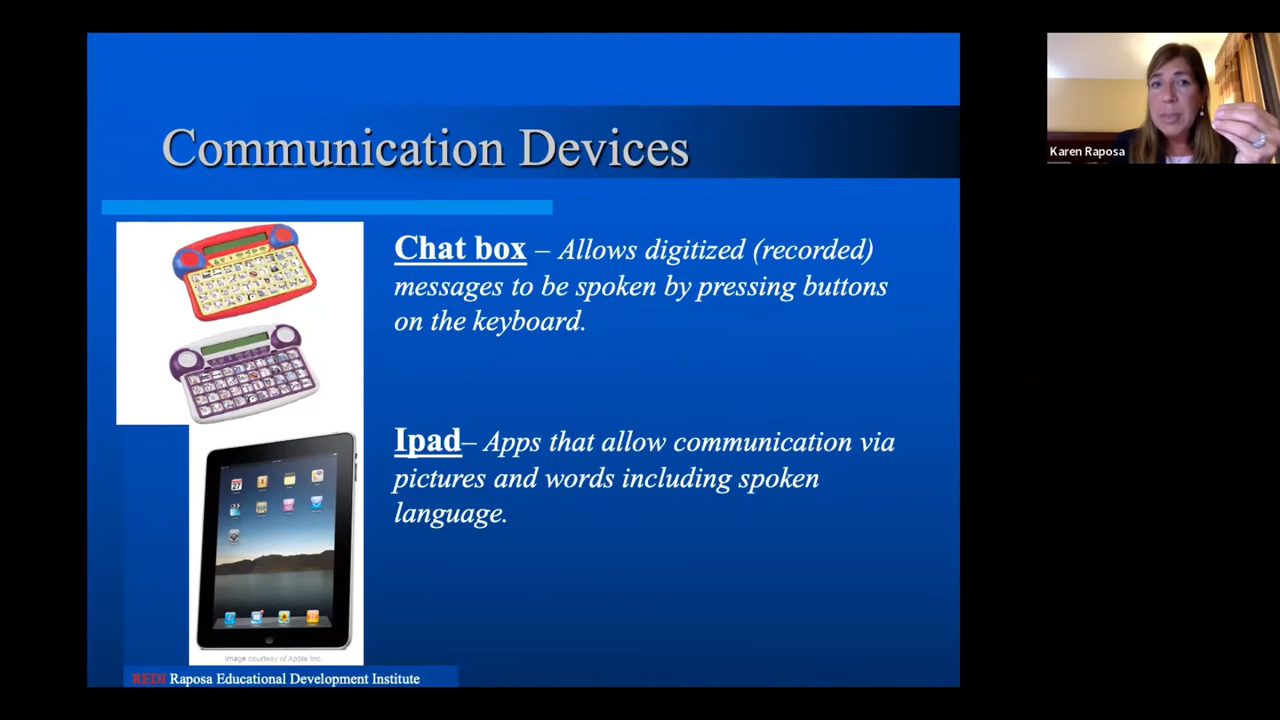 Communication Devices
Chat box – Allows digitized (recorded)
messages to be spoken by pressing buttons
on the keyboard.
Ipad– Apps that allow communication via
pictures and words including spoken
language.
27
Image courtesy of Apple Inc.
REDI Raposa Educational Development Institute
Karen Raposa